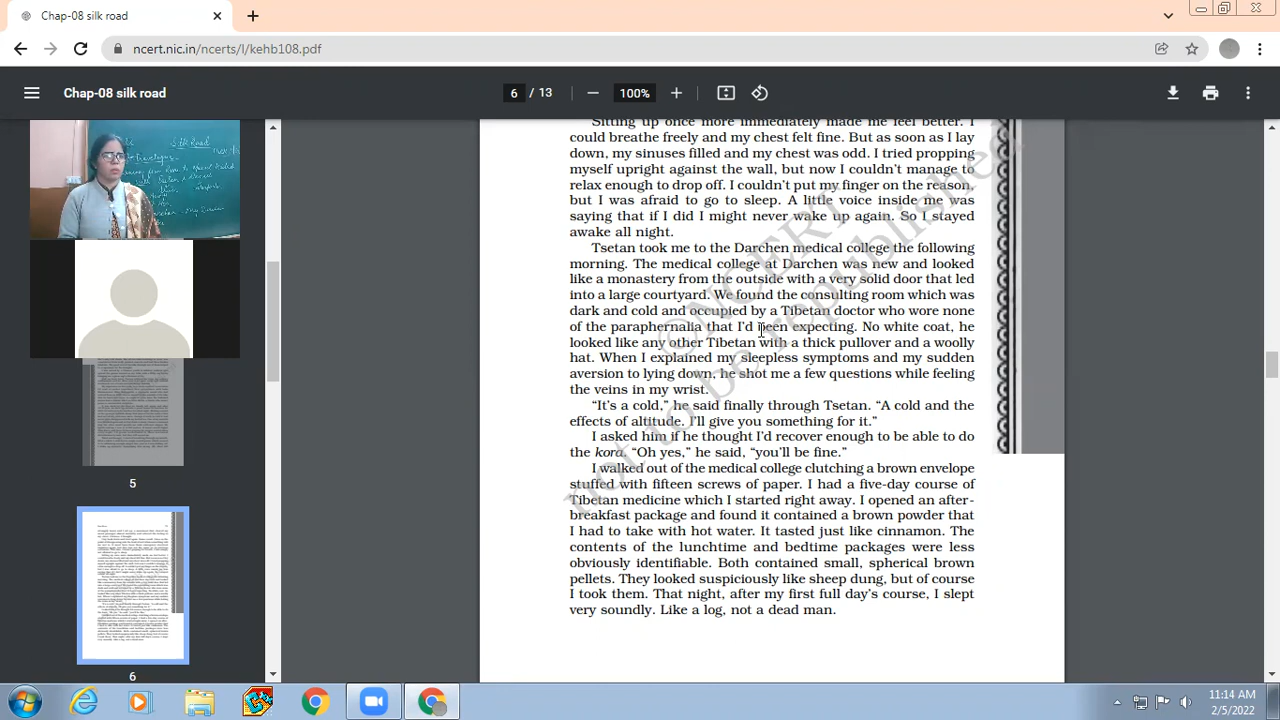 Chap-08 silk road
ncert.nic.in/ncerts/l/kehb108.pdf
Chap-08 silk road
6 / 13
100%
Sitting up once more immediately made me feel better. I
could breathe freely and my chest felt fine. But as soon as I lay
down, my sinuses filled and my chest was odd. I tried propping
myself upright against the wall, but now I couldn't manage to
relax enough to drop off. I couldn't put my finger on the reason,
but I was afraid to go to sleep. A little voice inside me was
saying that if I did I might never wake up again. So I stayed
awake all night.
Tsetan took me to the Darchen medical college the following
morning. The medical college at Darchen was new and looked
like a monastery from the outside with a very solid door that led
into a large courtyard. We found the consulting room which was
dark and cold and occupied by a Tibetan doctor who wore none
of the paraphernalia that I'd been expecting. No white coat, he
looked like any other Tibetan with a thick pullover and a woolly
hat. When I explained my sleepless symptoms and my sudden
aversion to lying down, he shot me a few questions while feeling
the veins in my wrist.
“It's a cold,” he said finally through Tsetan. “A cold and the
effects of altitude. I'll give you something for it.”
I asked him if he thought I'd recover enough to be able to do
the kora. “Oh yes,” he said, “you'll be fine.”
I walked out of the medical college clutching a brown envelope
stuffed with fifteen screws of paper. I had a five-day course of
Tibetan medicine which I started right away. I opened an after-
breakfast package and found it contained a brown powder that
I had to take with hot water. It tasted just like cinnamon. The
contents of the lunchtime and bedtime packages were less
obviously identifiable. Both contained small, spherical brown
pellets. They looked suspiciously like sheep dung, but of course
I took them. That night, after my first full day's course, I slept
very soundly. Like a log, not a dead man.
©NCERT
not to be republished
5
6
11:14 AM
2/5/2022